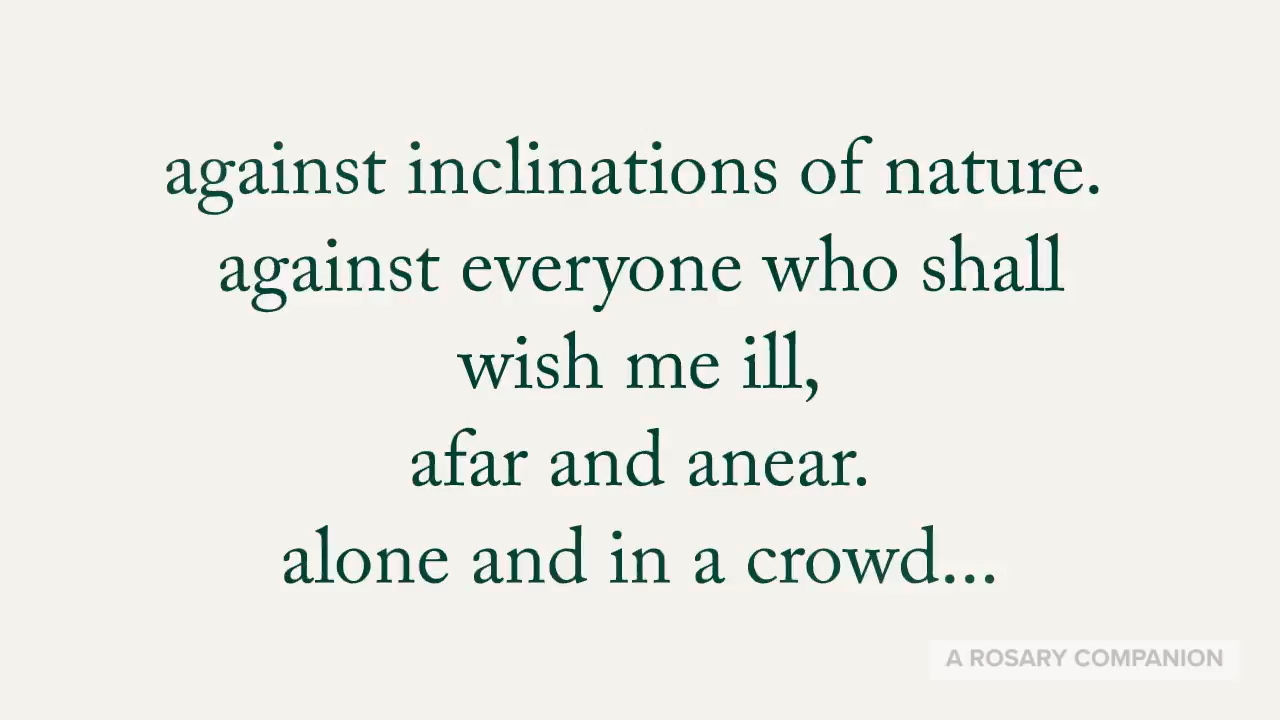 against inclinations of nature.
against everyone who shall
wish me ill,
afar and anear.
alone and in a crowd...
A ROSARY COMPANION